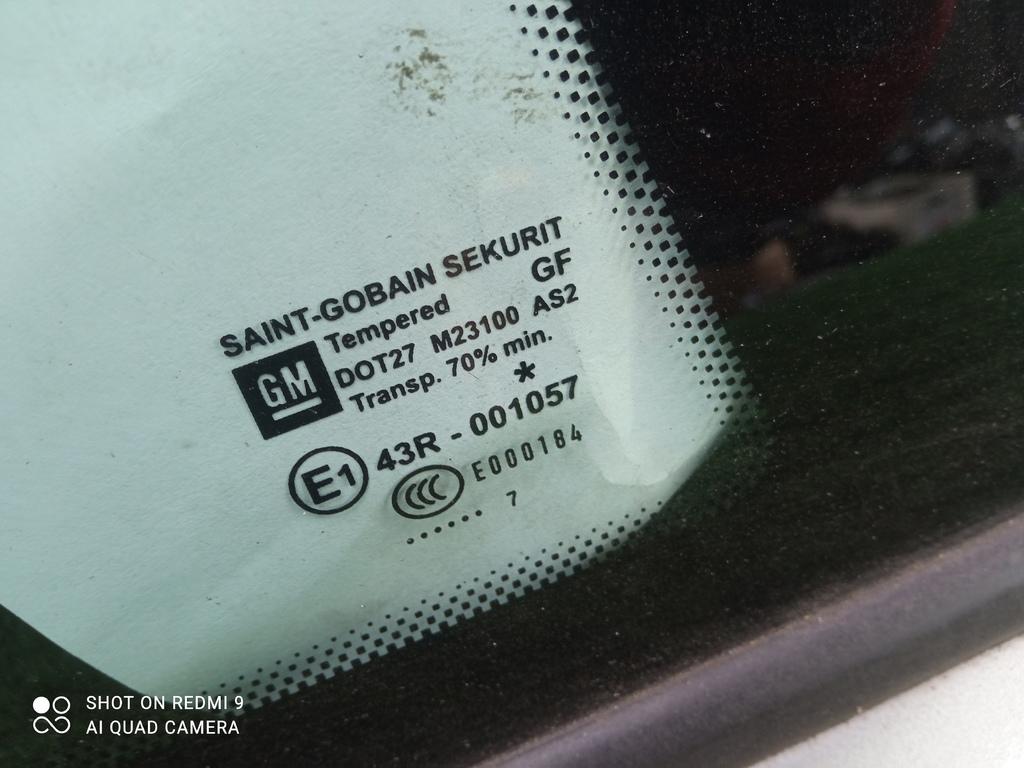 SAINT-GOBAIN SEKURIT
Tempered GF
GM DOT27 M23100 AS2
Transp. 70% min.
*
E1 43R - 001057
CCC E000184
...... 7
SHOT ON REDMI 9
AI QUAD CAMERA